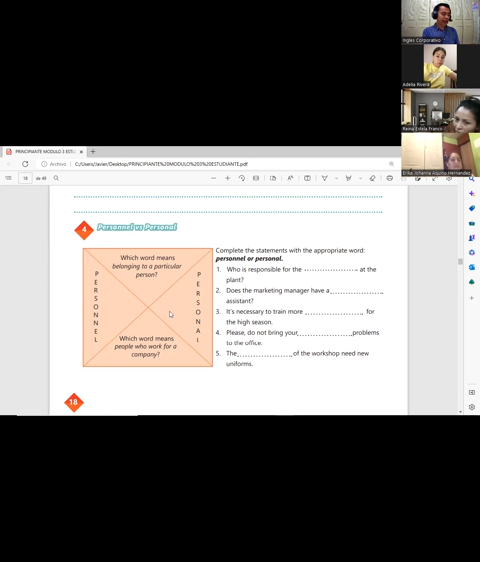 Ingles Corporativo
Adelia Rivera
Reina Estela Franco
Erika Johanna Aquino Hernandez
PRINCIPIANTE MODULO 3 ESTU
Archivo | C:/Users/Javier/Desktop/PRINCIPIANTE%20MODULO%203%20ESTUDIANTE.pdf
18 de 48
4 Personnel vs Personal
Which word means
belonging to a particular
person?
PERSONNEL
PERSONAL
Which word means
people who work for a
company?
Complete the statements with the appropriate word:
personnel or personal.
1. Who is responsible for the .................... at the
plant?
2. Does the marketing manager have a....................
assistant?
3. It's necessary to train more .................... for
the high season.
4. Please, do not bring your....................problems
to the office.
5. The....................of the workshop need new
uniforms.
18